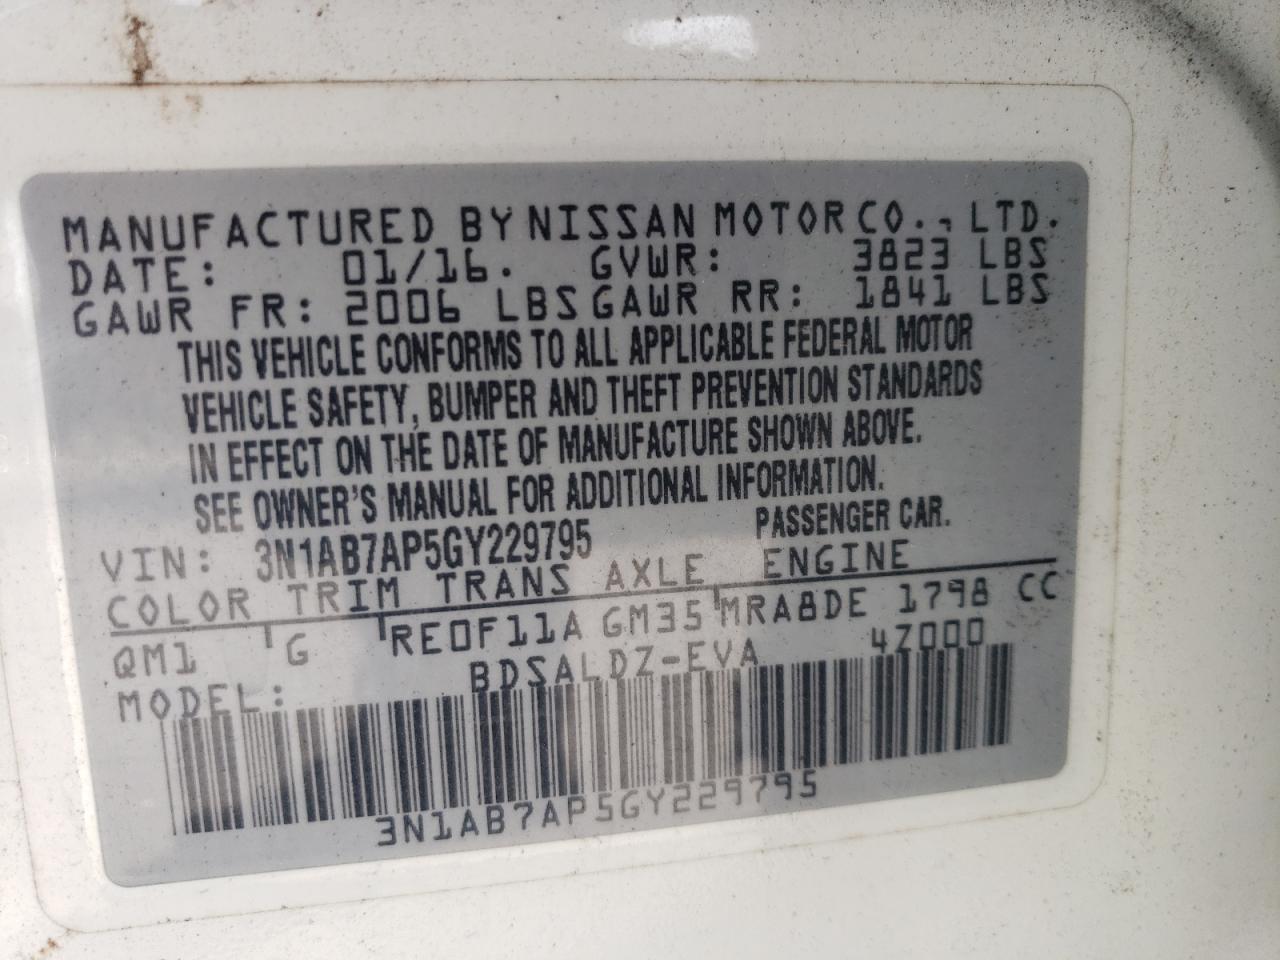 MANUFACTURED BY NISSAN MOTOR CO., LTD.
DATE: 01/16. GVWR: 3823 LBS
GAWR FR: 2006 LBS GAWR RR: 1841 LBS
THIS VEHICLE CONFORMS TO ALL APPLICABLE FEDERAL MOTOR
VEHICLE SAFETY, BUMPER AND THEFT PREVENTION STANDARDS
IN EFFECT ON THE DATE OF MANUFACTURE SHOWN ABOVE.
SEE OWNER'S MANUAL FOR ADDITIONAL INFORMATION.
VIN: 3N1AB7AP5GY229795 PASSENGER CAR.
COLOR TRIM TRANS AXLE ENGINE
QM1 G RE0F11A GM35 MRA8DE 1798 CC
MODEL: BDSALDZ-EVA 4Z000
3N1AB7AP5GY229795